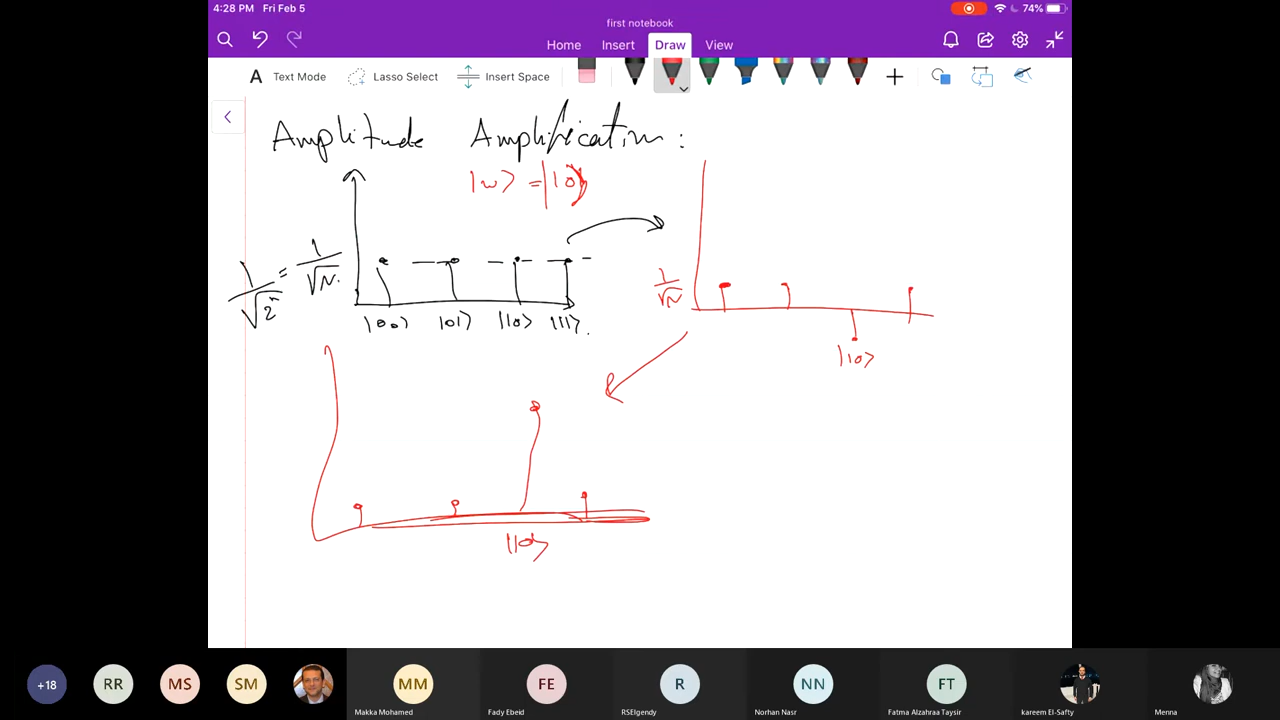 4:28 PM Fri Feb 5
74%
first notebook
Home Insert Draw View
A Text Mode Lasso Select Insert Space
Amplitude Amplification:
|w⟩ = |10⟩
1/√2ⁿ = 1/√N
|00⟩ |01⟩ |10⟩ |11⟩
1/√N
|10⟩
|10⟩
+18 RR MS SM MM FE R NN FT
Makka Mohamed Fady Ebeid RSElgendy Norhan Nasr Fatma Alzahraa Taysir kareem El-Safty Menna